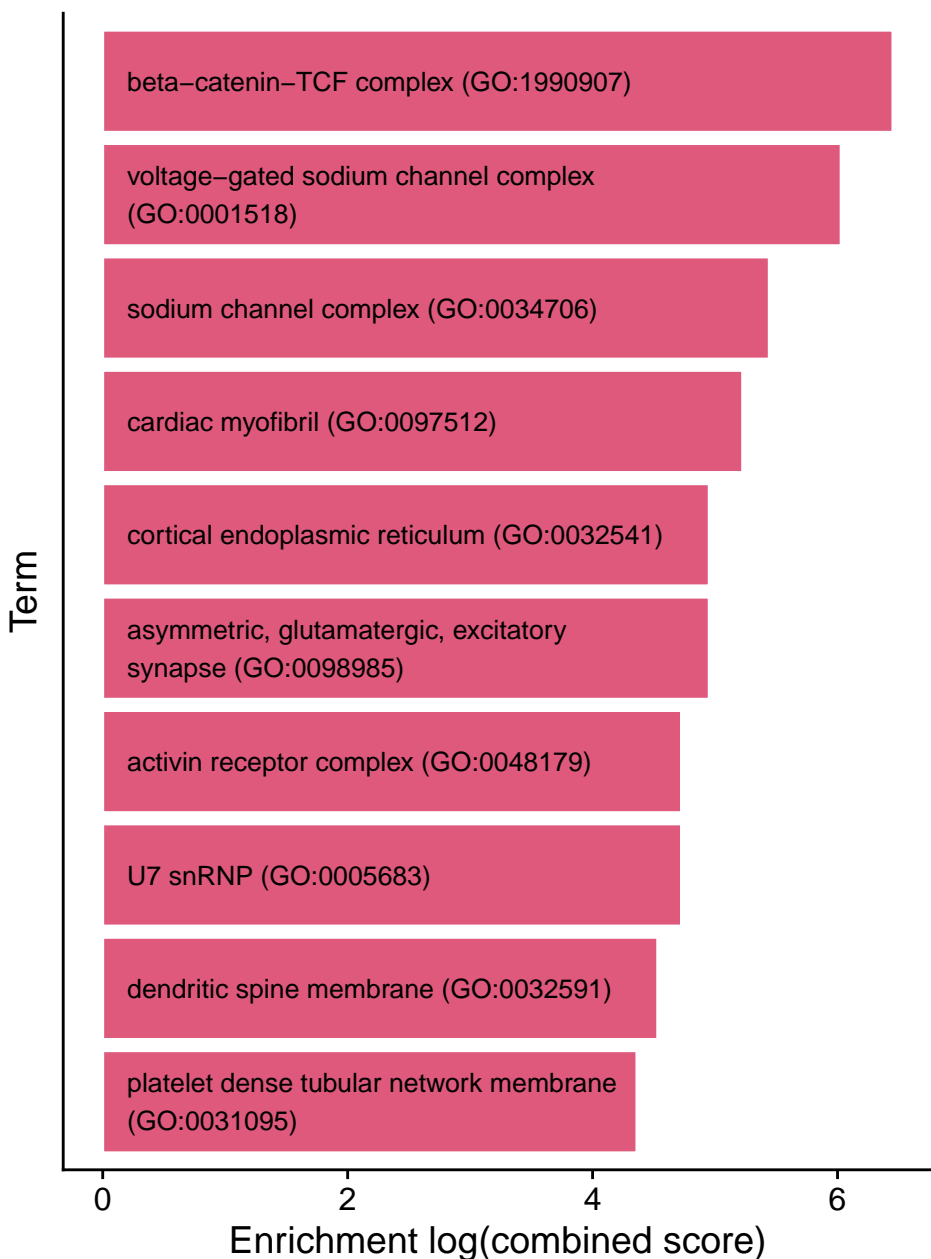 beta−catenin−TCF complex (GO:1990907)
voltage−gated sodium channel complex
(GO:0001518)
sodium channel complex (GO:0034706)
cardiac myofibril (GO:0097512)
cortical endoplasmic reticulum (GO:0032541)
asymmetric, glutamatergic, excitatory
synapse (GO:0098985)
activin receptor complex (GO:0048179)
U7 snRNP (GO:0005683)
dendritic spine membrane (GO:0032591)
platelet dense tubular network membrane
(GO:0031095)
Term
0 2 4 6
Enrichment log(combined score)